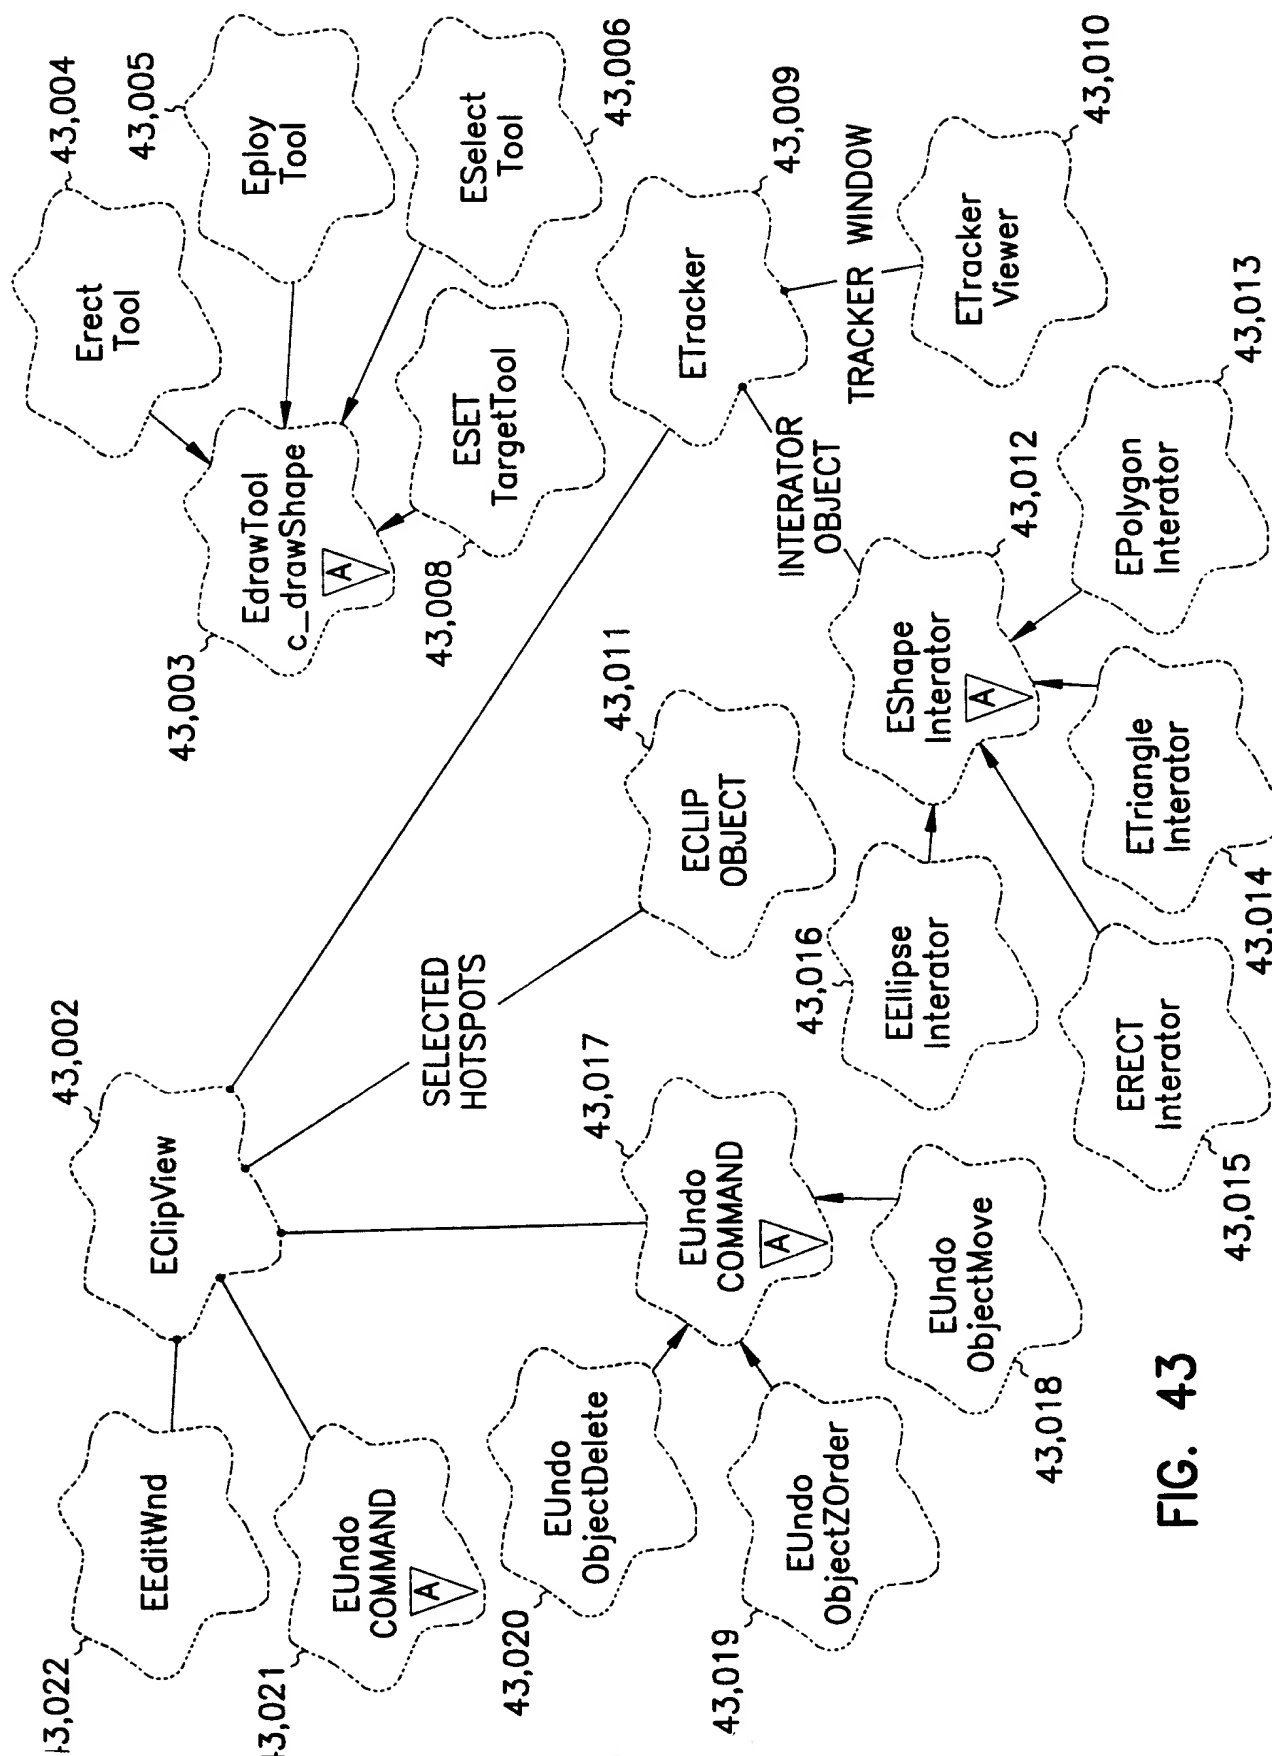 43,004
Erect
Tool
43,005
Eploy
Tool
ESelect
Tool
43,006
43,003
EdrawTool
c_drawShape
A
ESET
TargetTool
43,008
43,002
EClipView
ETracker
43,009
TRACKER WINDOW
ETracker
Viewer
43,010
INTERATOR
OBJECT
SELECTED
HOTSPOTS
ECLIP
OBJECT
43,011
43,012
EShape
Interator
A
EPolygon
Interator
43,013
ETriangle
Interator
43,014
ERECT
Interator
43,015
43,016
EEllipse
Interator
43,017
EUndo
COMMAND
A
EUndo
ObjectMove
43,018
EUndo
ObjectZOrder
43,019
EUndo
ObjectDelete
43,020
EUndo
COMMAND
A
43,021
EEditWnd
43,022
FIG. 43